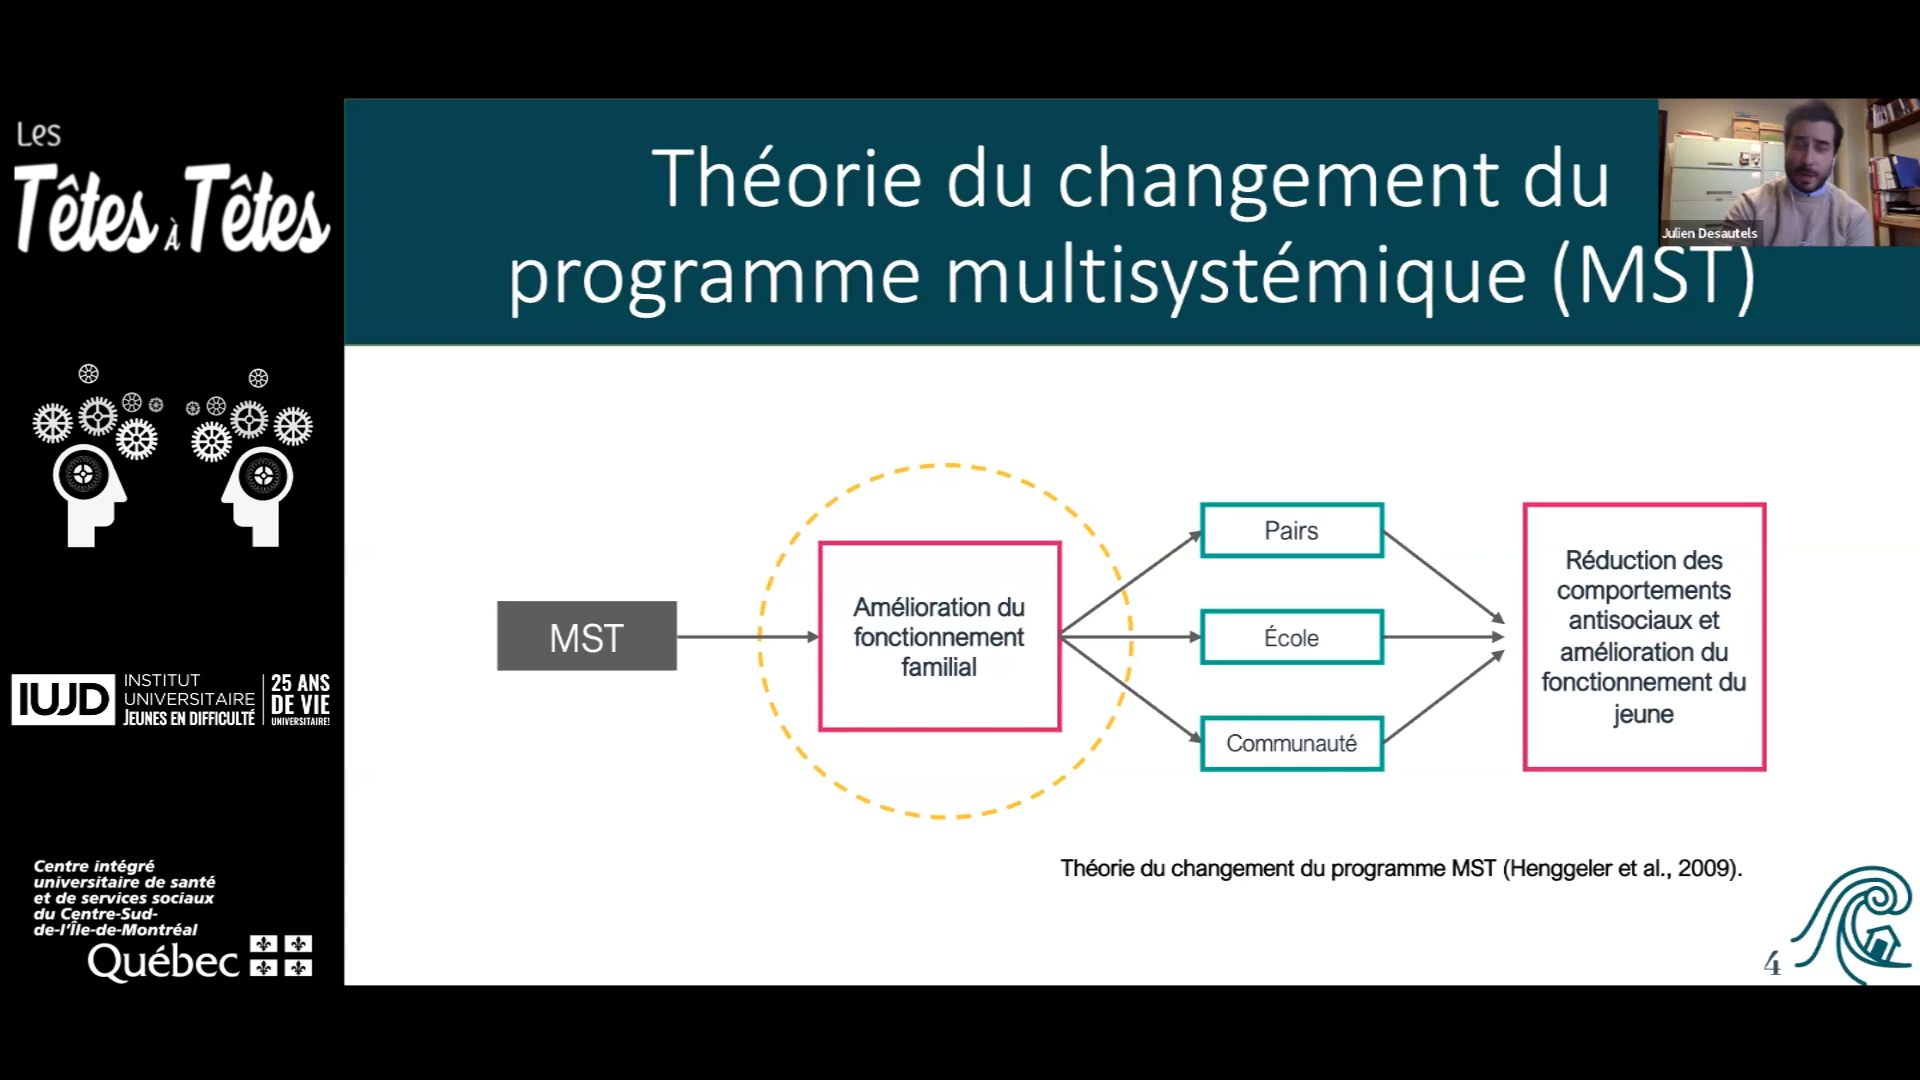 Les
Têtes à Têtes
IUJD
INSTITUT
UNIVERSITAIRE
JEUNES EN DIFFICULTÉ
25 ANS
DE VIE
UNIVERSITAIRE!
Centre intégré
universitaire de santé
et de services sociaux
du Centre-Sud-
de-l'Île-de-Montréal
Québec
Théorie du changement du
programme multisystémique (MST)
Julien Desautels
MST
Amélioration du
fonctionnement
familial
Pairs
École
Communauté
Réduction des
comportements
antisociaux et
amélioration du
fonctionnement du
jeune
Théorie du changement du programme MST (Henggeler et al., 2009).
4